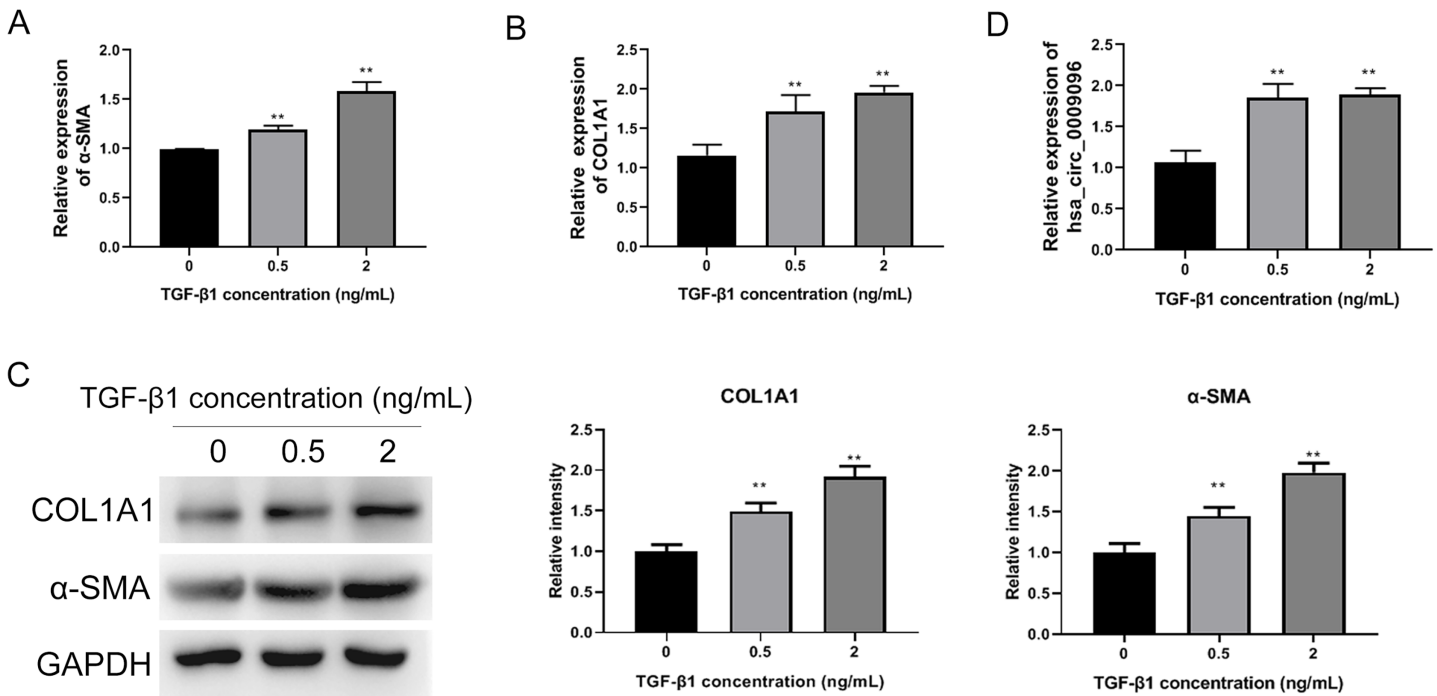 A
Relative expression
of α-SMA
2.0
1.5
1.0
0.5
0.0
**
**
0
0.5
2
TGF-β1 concentration (ng/mL)
B
Relative expression
of COL1A1
2.5
2.0
1.5
1.0
0.5
0.0
**
**
0
0.5
2
TGF-β1 concentration (ng/mL)
D
Relative expression of
hsa_circ_0009096
2.5
2.0
1.5
1.0
0.5
0.0
**
**
0
0.5
2
TGF-β1 concentration (ng/mL)
C
TGF-β1 concentration (ng/mL)
0 0.5 2
COL1A1
α-SMA
GAPDH
COL1A1
Relative intensity
2.5
2.0
1.5
1.0
0.5
0.0
**
**
0
0.5
2
TGF-β1 concentration (ng/mL)
α-SMA
Relative intensity
2.5
2.0
1.5
1.0
0.5
0.0
**
**
0
0.5
2
TGF-β1 concentration (ng/mL)